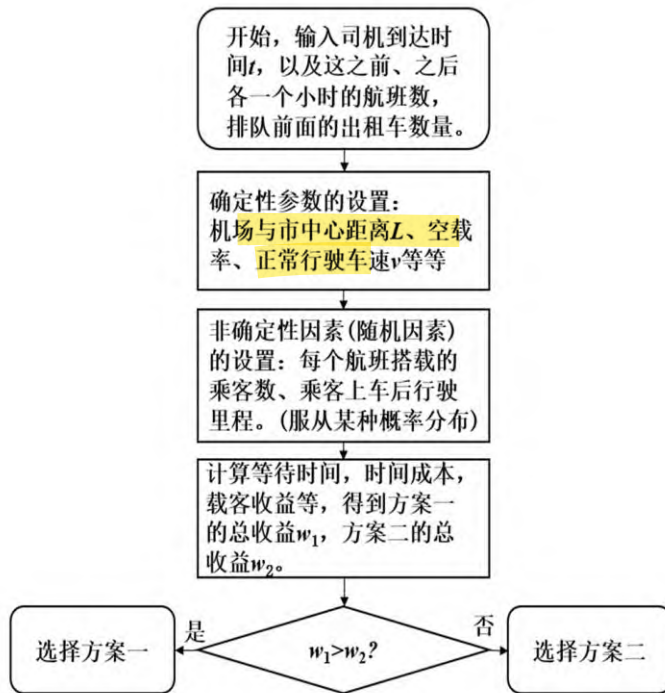 开始，输入司机到达时
间t，以及这之前、之后
各一个小时的航班数，
排队前面的出租车数量。
确定性参数的设置：
机场与市中心距离L、空载
率、正常行驶车速v等等
非确定性因素(随机因素)
的设置：每个航班搭载的
乘客数、乘客上车后行驶
里程。(服从某种概率分布)
计算等待时间，时间成本，
载客收益等，得到方案一
的总收益w₁，方案二的总
收益w₂。
选择方案一
是
w₁>w₂?
否
选择方案二